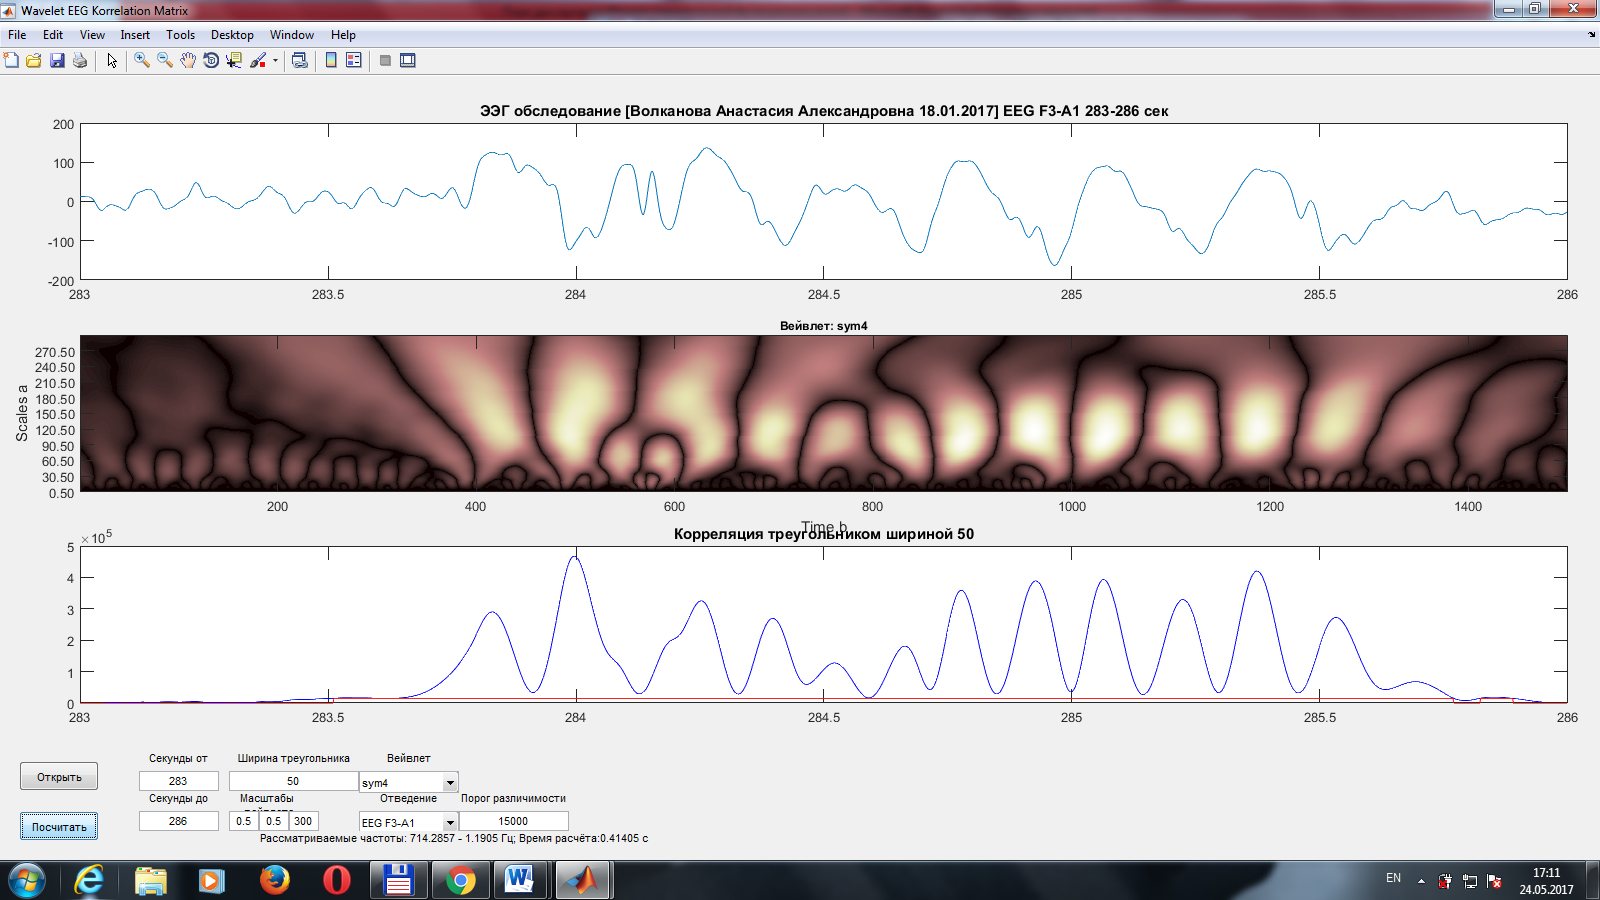 Wavelet EEG Korrelation Matrix
File Edit View Insert Tools Desktop Window Help
ЭЭГ обследование [Волканова Анастасия Александровна 18.01.2017] EEG F3-A1 283-286 сек
200
100
0
-100
-200
283 283.5 284 284.5 285 285.5 286
Вейвлет: sym4
Scales a
270.50
240.50
210.50
180.50
150.50
120.50
90.50
60.50
30.50
0.50
200 400 600 800 1000 1200 1400
Time b
Корреляция треугольником шириной 50
×10⁵
5
4
3
2
1
0
283 283.5 284 284.5 285 285.5 286
Секунды от Ширина треугольника Вейвлет
Открыть 283 50 sym4
Секунды до Масштабы Отведение Порог различимости
Посчитать 286 0.5 0.5 300 EEG F3-A1 15000
Рассматриваемые частоты: 714.2857 - 1.1905 Гц; Время расчёта:0.41405 с
EN
17:11
24.05.2017